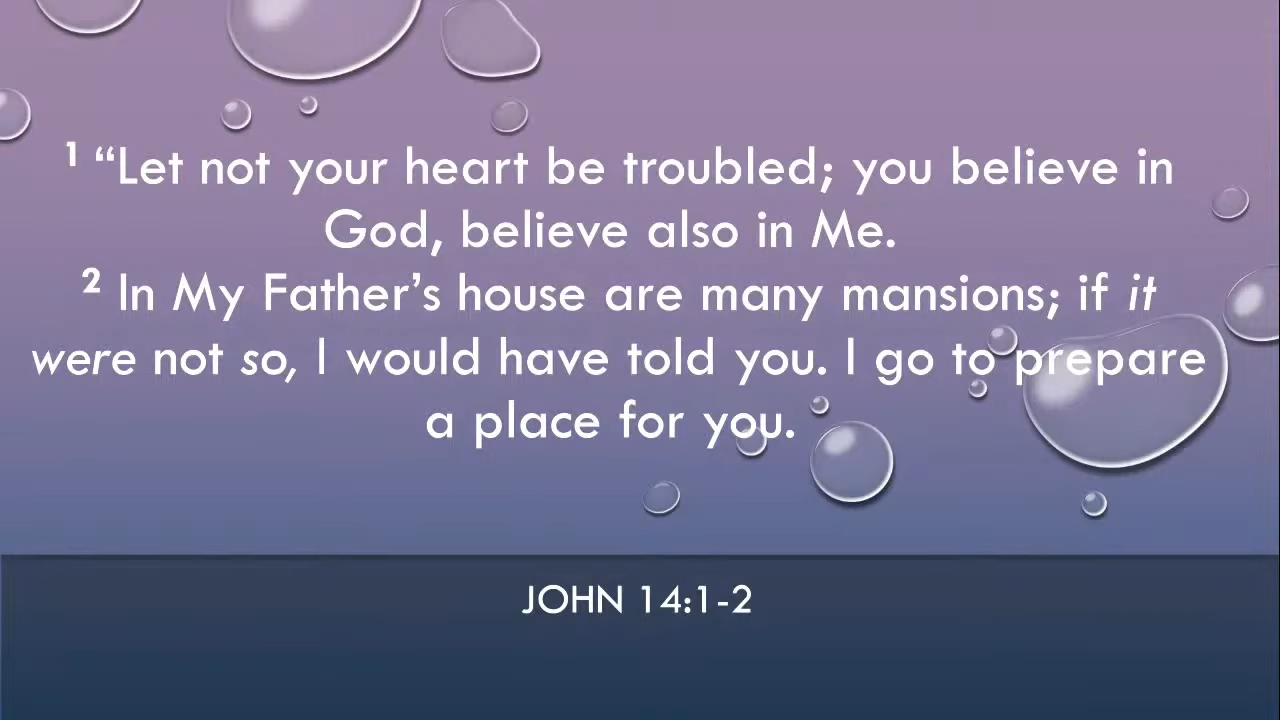 1 “Let not your heart be troubled; you believe in
God, believe also in Me.
2 In My Father’s house are many mansions; if it
were not so, I would have told you. I go to prepare
a place for you.
JOHN 14:1-2